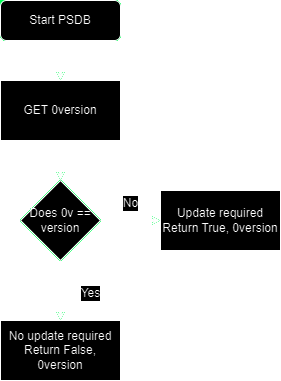 Start PSDB
GET 0version
Does 0v ==
version
No
Update required
Return True, 0version
Yes
No update required
Return False,
0version